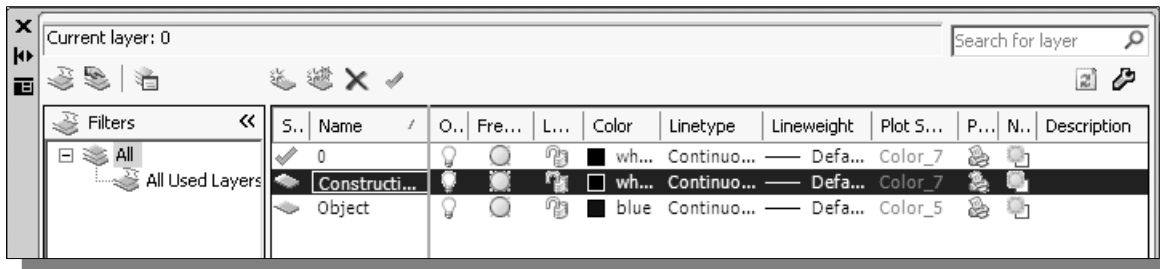 Current layer: 0
Search for layer
Filters
S.. Name O.. Fre... L... Color Linetype Lineweight Plot S... P... N.. Description
All
0 wh... Continuo... Defa... Color_7
All Used Layers
Constructi... wh... Continuo... Defa... Color_7
Object blue Continuo... Defa... Color_5